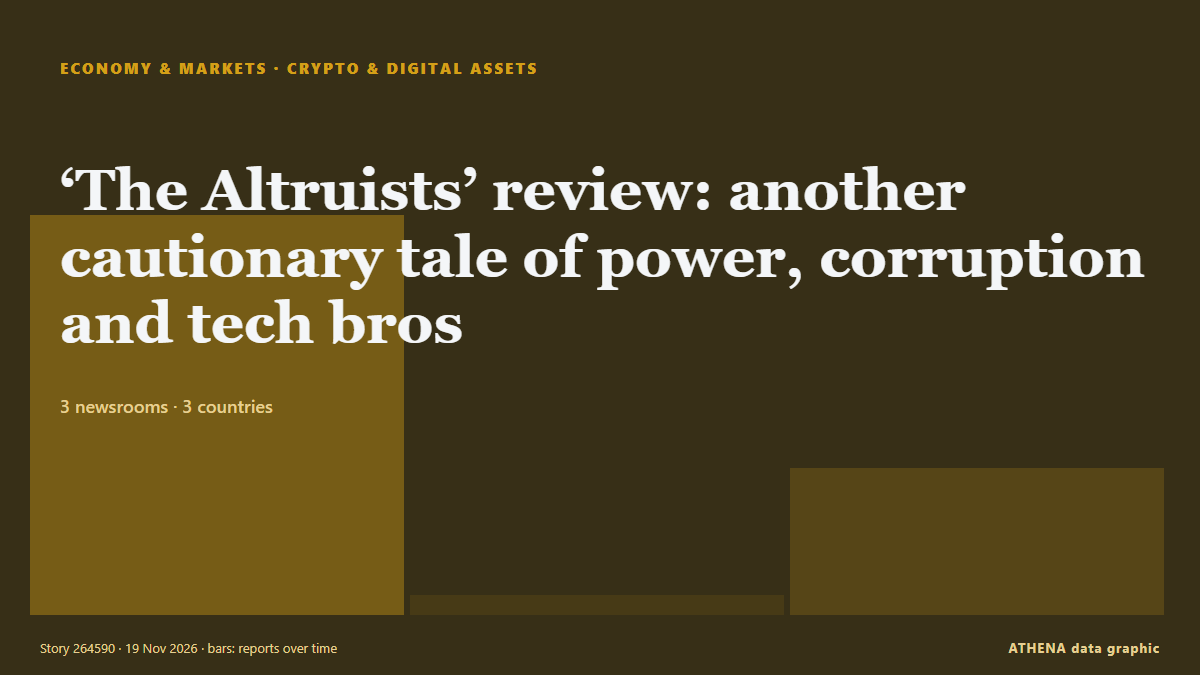 ECONOMY & MARKETS · CRYPTO & DIGITAL ASSETS
‘The Altruists’ review: another
cautionary tale of power, corruption
and tech bros
3 newsrooms · 3 countries
Story 264590 · 19 Nov 2026 · bars: reports over time
ATHENA data graphic